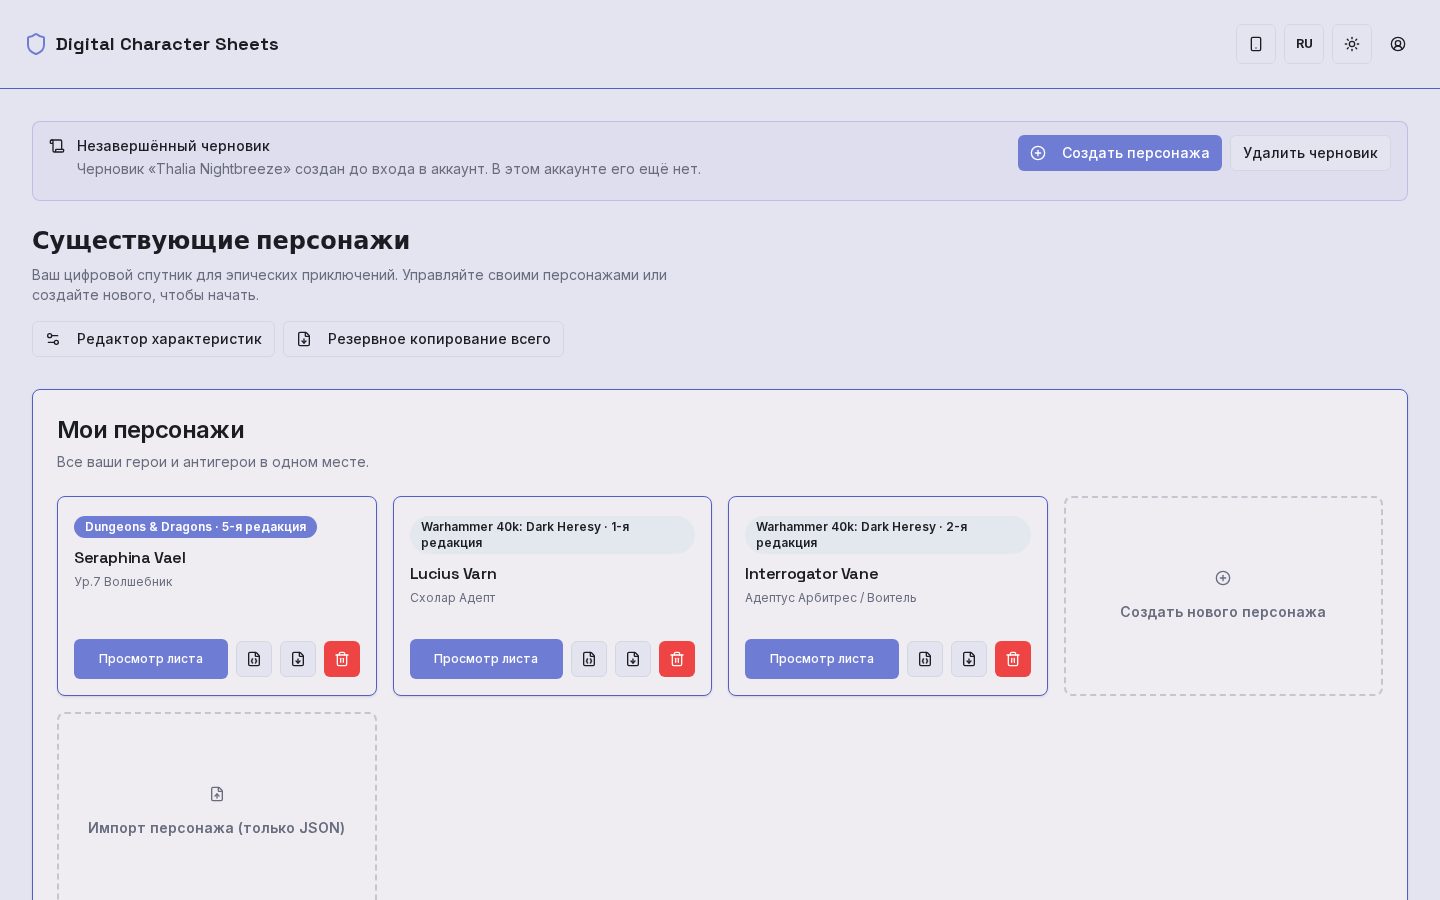 Digital Character Sheets
RU
Незавершённый черновик
Черновик «Thalia Nightbreeze» создан до входа в аккаунт. В этом аккаунте его ещё нет.
Создать персонажа
Удалить черновик
Существующие персонажи
Ваш цифровой спутник для эпических приключений. Управляйте своими персонажами или
создайте нового, чтобы начать.
Редактор характеристик
Резервное копирование всего
Мои персонажи
Все ваши герои и антигерои в одном месте.
Dungeons & Dragons · 5-я редакция
Seraphina Vael
Ур.7 Волшебник
Просмотр листа
Warhammer 40k: Dark Heresy · 1-я
редакция
Lucius Varn
Схолар Адепт
Просмотр листа
Warhammer 40k: Dark Heresy · 2-я
редакция
Interrogator Vane
Адептус Арбитрес / Воитель
Просмотр листа
Создать нового персонажа
Импорт персонажа (только JSON)